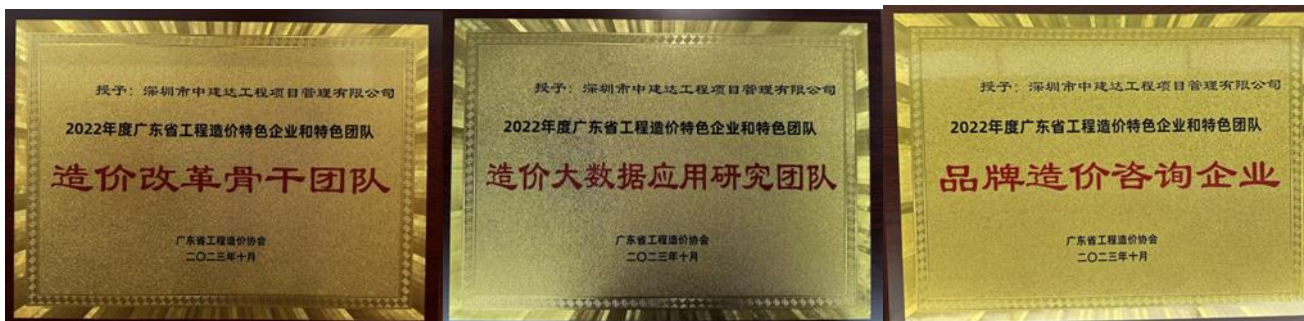 授予：深圳市中建达工程项目管理有限公司
2022年度广东省工程造价特色企业和特色团队
造价改革骨干团队
广东省工程造价协会
二〇二三年十月
授予：深圳市中建达工程项目管理有限公司
2022年度广东省工程造价特色企业和特色团队
造价大数据应用研究团队
广东省工程造价协会
二〇二三年十月
授予：深圳市中建达工程项目管理有限公司
2022年度广东省工程造价特色企业和特色团队
品牌造价咨询企业
广东省工程造价协会
二〇二三年十月